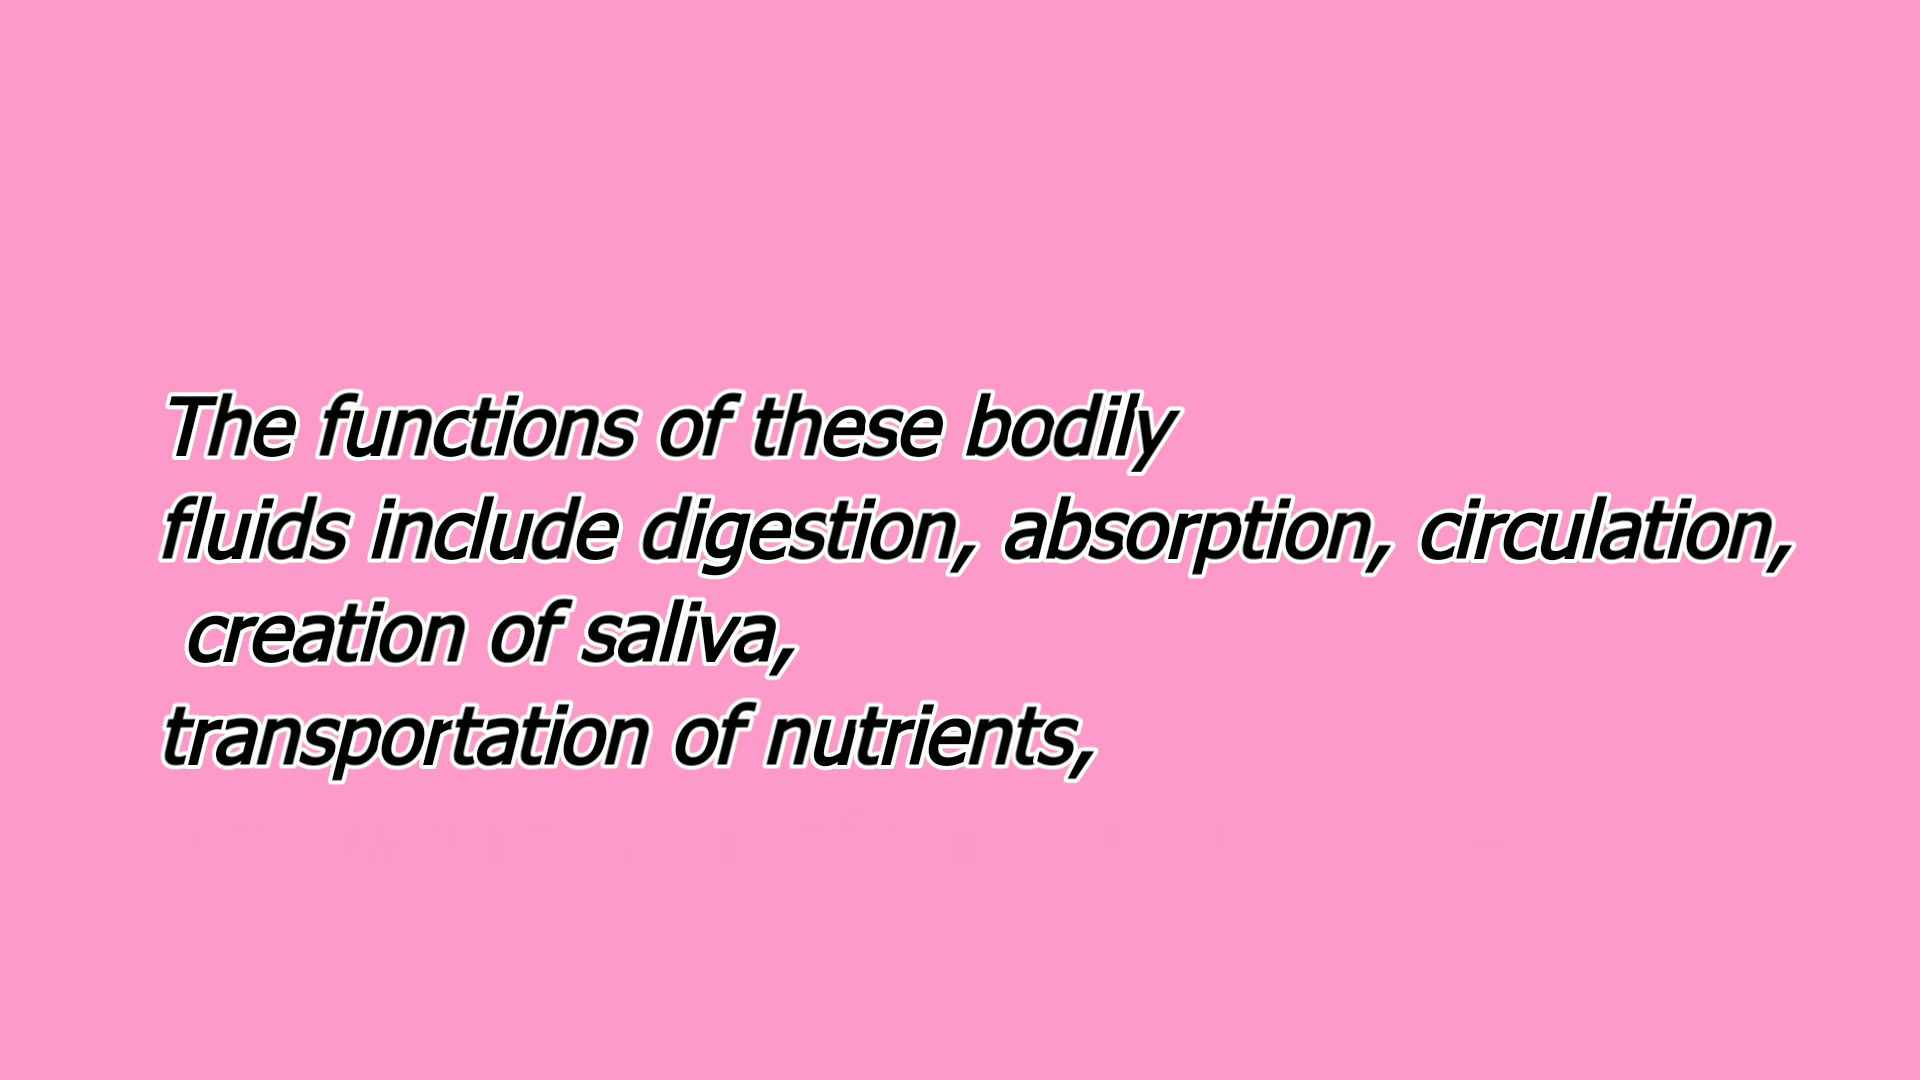 The functions of these bodily
fluids include digestion, absorption, circulation,
creation of saliva,
transportation of nutrients,